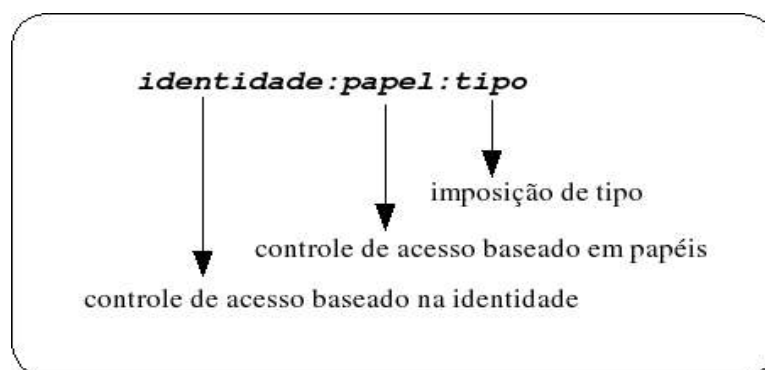 identidade:papel:tipo
imposição de tipo
controle de acesso baseado em papéis
controle de acesso baseado na identidade